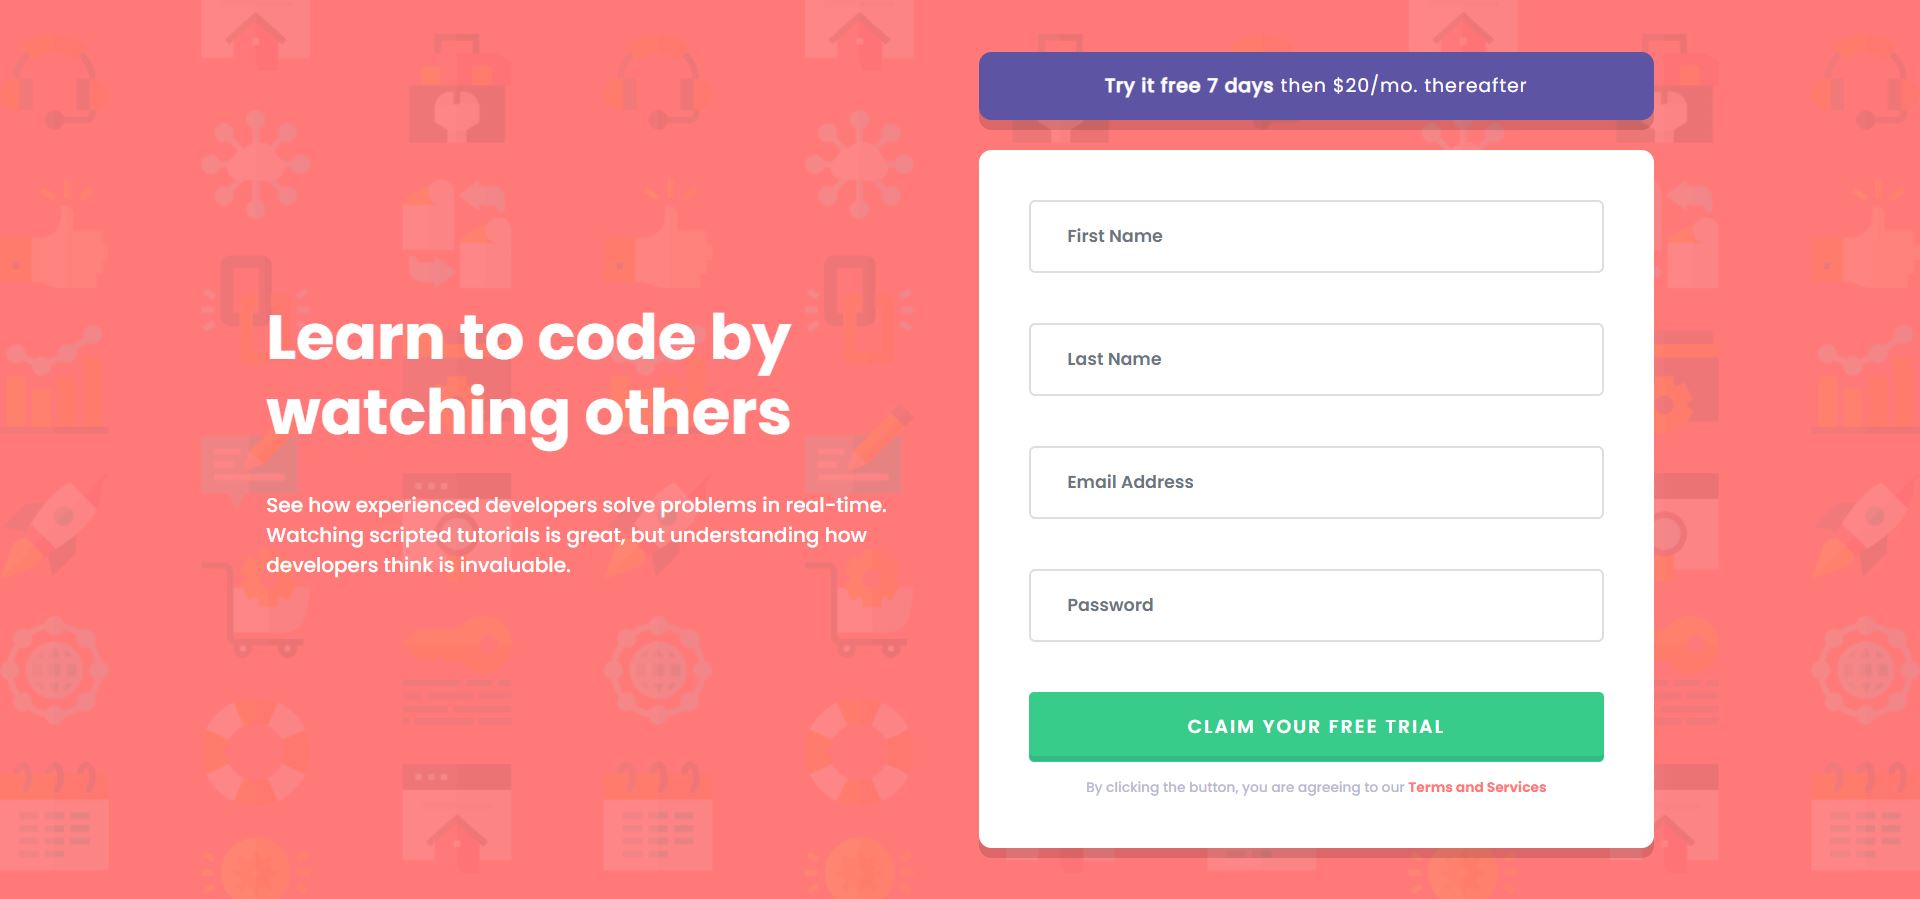 Learn to code by
watching others
See how experienced developers solve problems in real-time.
Watching scripted tutorials is great, but understanding how
developers think is invaluable.
Try it free 7 days then $20/mo. thereafter
First Name
Last Name
Email Address
Password
CLAIM YOUR FREE TRIAL
By clicking the button, you are agreeing to our Terms and Services